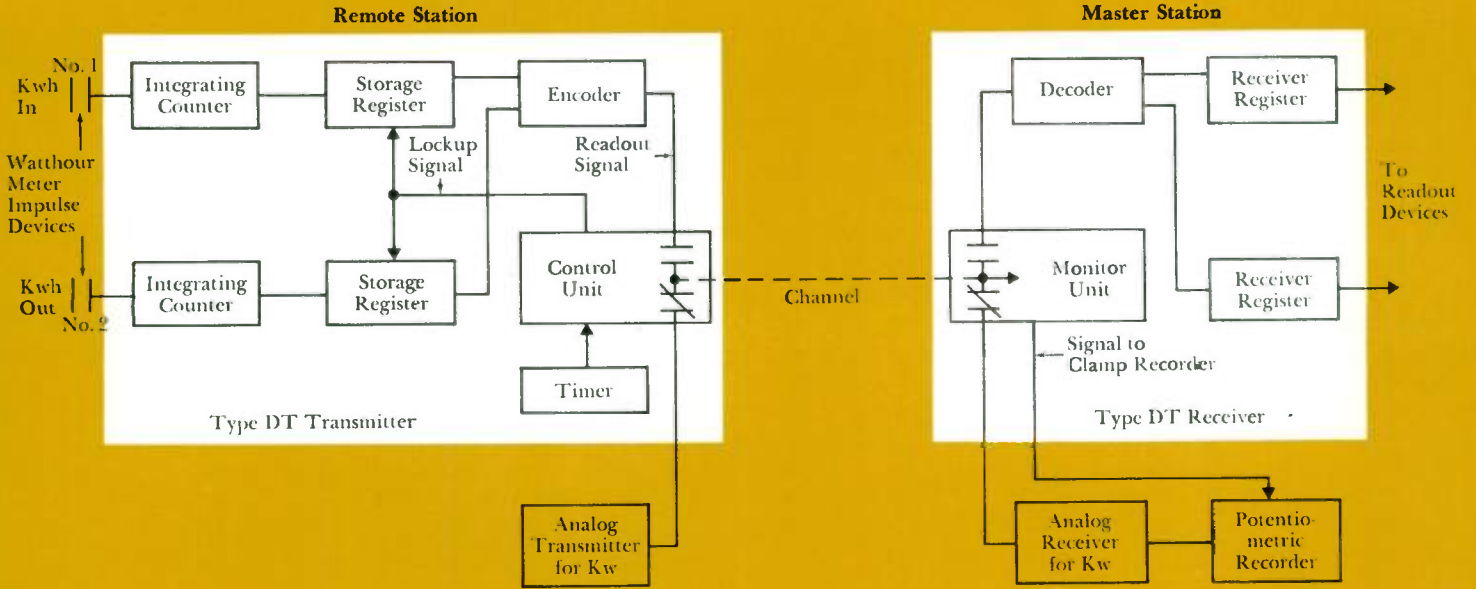 Remote Station
Master Station
No. 1
Kwh
In
Integrating
Counter
Storage
Register
Encoder
Decoder
Receiver
Register
Lockup
Signal
Readout
Signal
Watthour
Meter
Impulse
Devices
To
Readout
Devices
Kwh
Out
No. 2
Integrating
Counter
Storage
Register
Control
Unit
Channel
Monitor
Unit
Receiver
Register
Signal to
Clamp Recorder
Timer
Type DT Transmitter
Type DT Receiver
Analog
Transmitter
for Kw
Analog
Receiver
for Kw
Potentio-
metric
Recorder